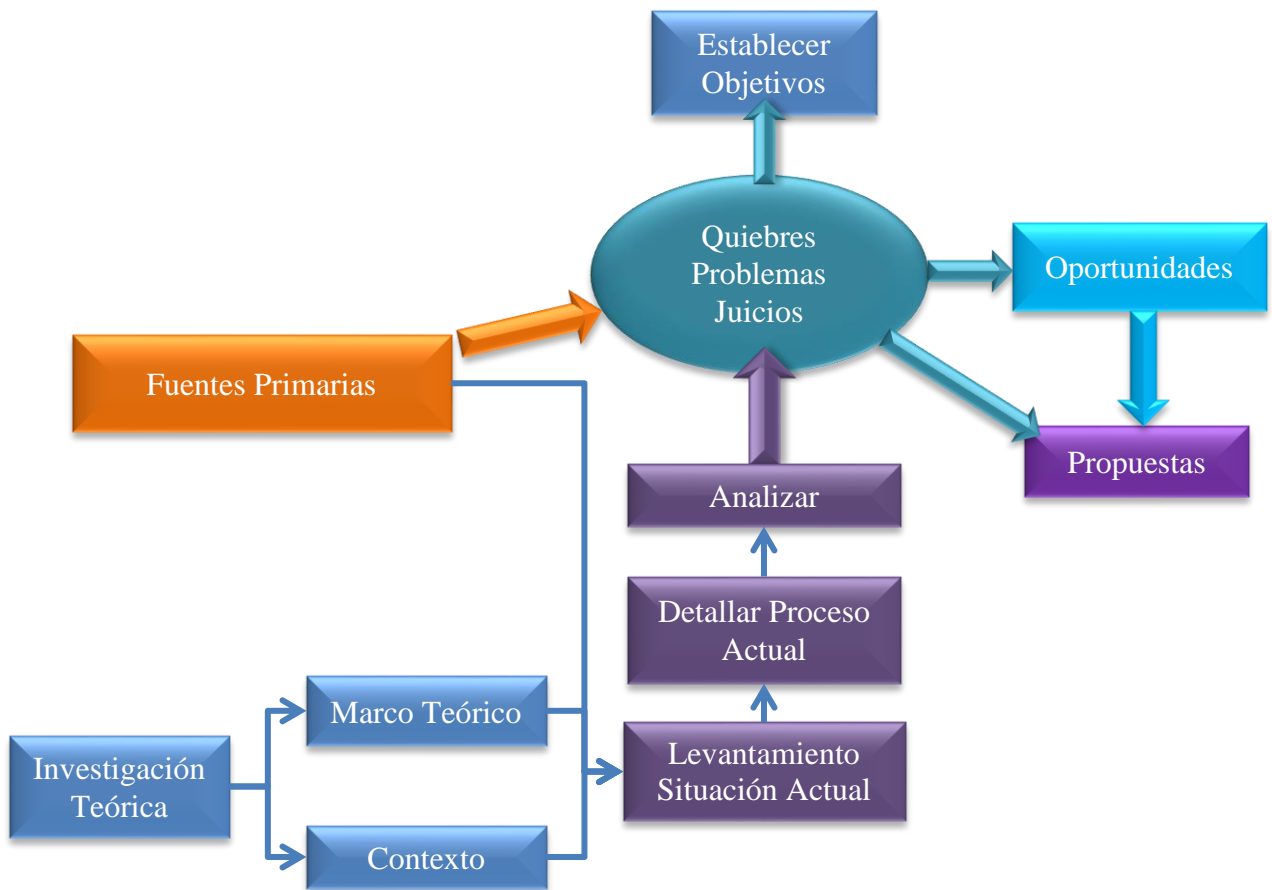 Establecer
Objetivos
Quiebres
Problemas
Juicios
Oportunidades
Fuentes Primarias
Propuestas
Analizar
Detallar Proceso
Actual
Marco Teórico
Levantamiento
Situación Actual
Investigación
Teórica
Contexto